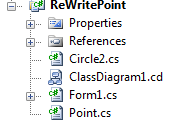 ReWritePoint
Properties
References
Circle2.cs
ClassDiagram1.cd
Form1.cs
Point.cs